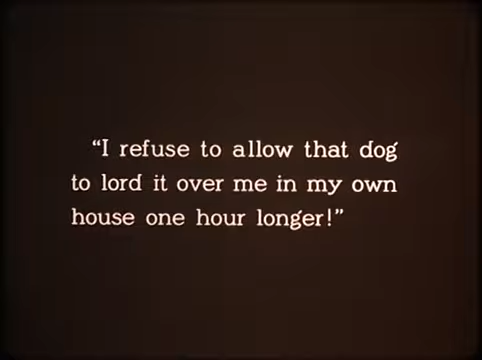 “I refuse to allow that dog
to lord it over me in my own
house one hour longer!”